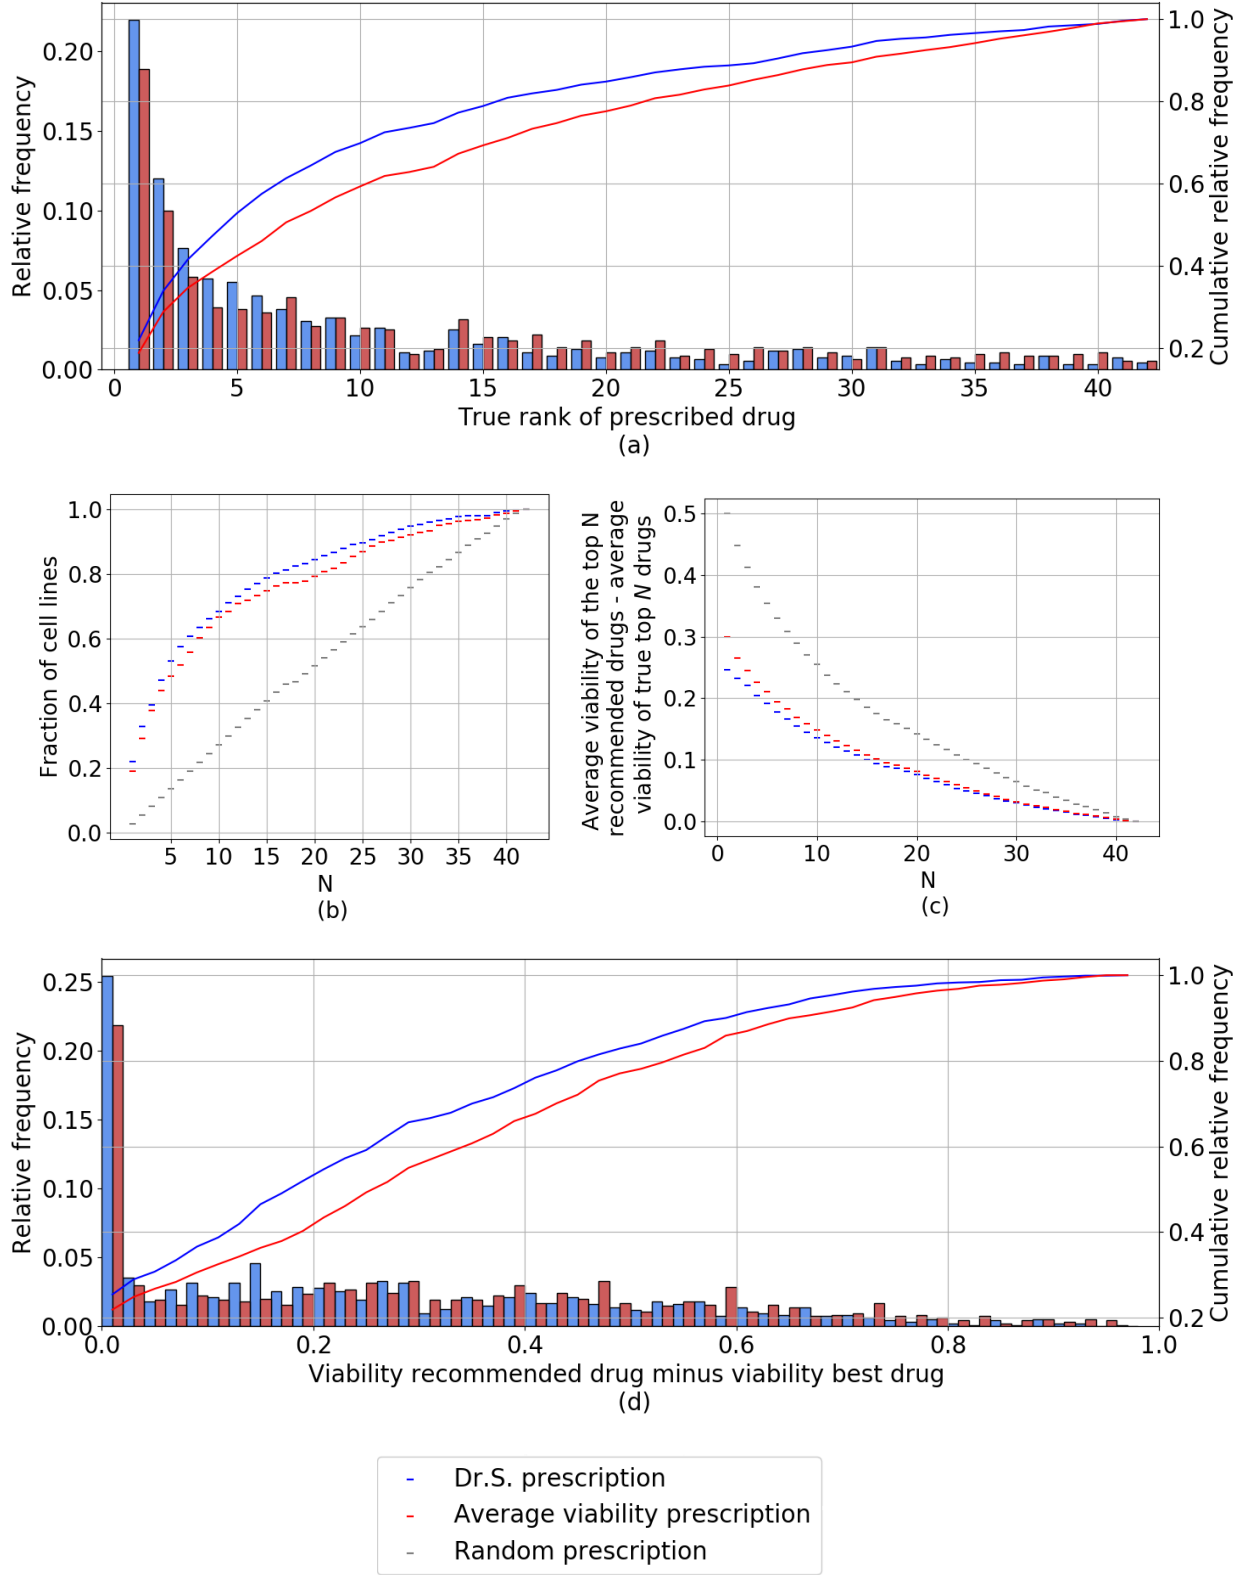 0.20
0.15
0.10
0.05
0.00
Relative frequency
1.0
0.8
0.6
0.4
0.2
Cumulative relative frequency
0 5 10 15 20 25 30 35 40
True rank of prescribed drug
(a)
1.0
0.8
0.6
0.4
0.2
0.0
Fraction of cell lines
5 10 15 20 25 30 35 40
N
(b)
Average viability of the top N
recommended drugs - average
viability of true top N drugs
0.5
0.4
0.3
0.2
0.1
0.0
0 10 20 30 40
N
(c)
0.25
0.20
0.15
0.10
0.05
0.00
Relative frequency
1.0
0.8
0.6
0.4
0.2
Cumulative relative frequency
0.0 0.2 0.4 0.6 0.8 1.0
Viability recommended drug minus viability best drug
(d)
Dr.S. prescription
Average viability prescription
Random prescription